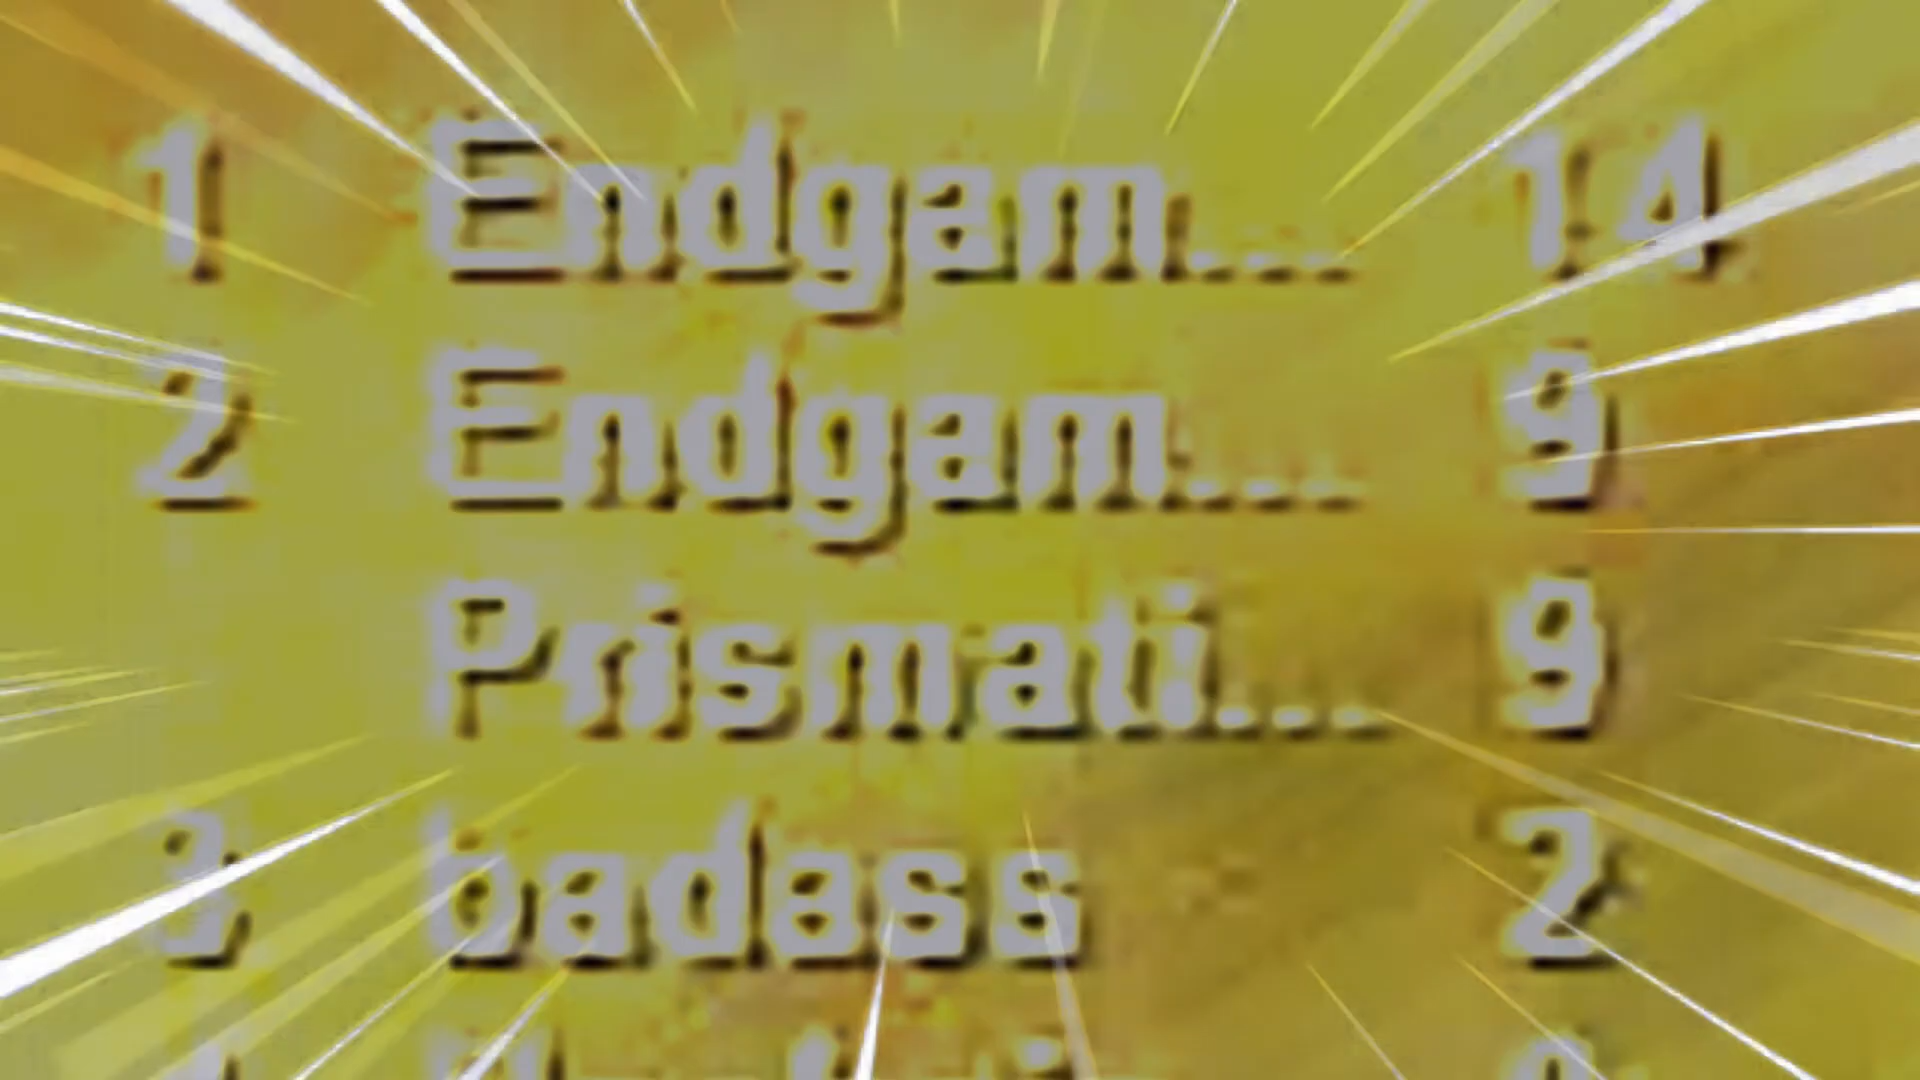 1 Endgam... 14
2 Endgam... 9
Prismati... 9
3 badass 2